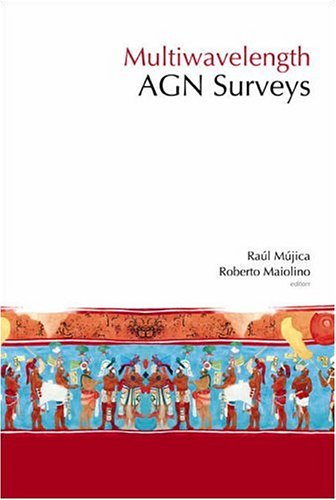 Multiwavelength
AGN Surveys
Raúl Mújica
Roberto Maiolino
editors